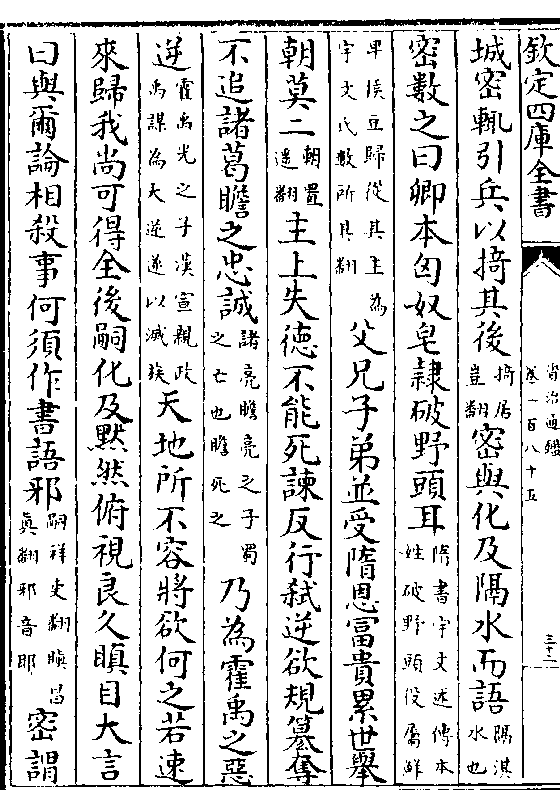 欽定四庫全書 資治通鑑 卷一百八十五 三十二
城密輒引兵以掎其後掎居豈翻密與化及隔水而語隔淇水也
密數之曰卿本匈奴皂隸破野頭耳隋書宇文述傳本姓破野頭役屬鮮
卑俟豆歸從其主為宇文氏數所具翻父兄子弟並受隋恩富貴累世舉
朝莫二朝置遥翻主上失德不能死諫反行弑逆欲規簒奪
不追諸葛瞻之忠誠諸亮瞻亮之子蜀之亡也瞻死之乃為霍禹之惡
逆霍禹光之子漢宣親政禹謀為大逆遂以滅族天地所不容將欲何之若速
來歸我尚可得全後嗣化及黙然俯視良久瞋目大言
曰與爾論相殺事何須作書語邪嗣祥吏翻瞋昌真翻邪音耶密謂